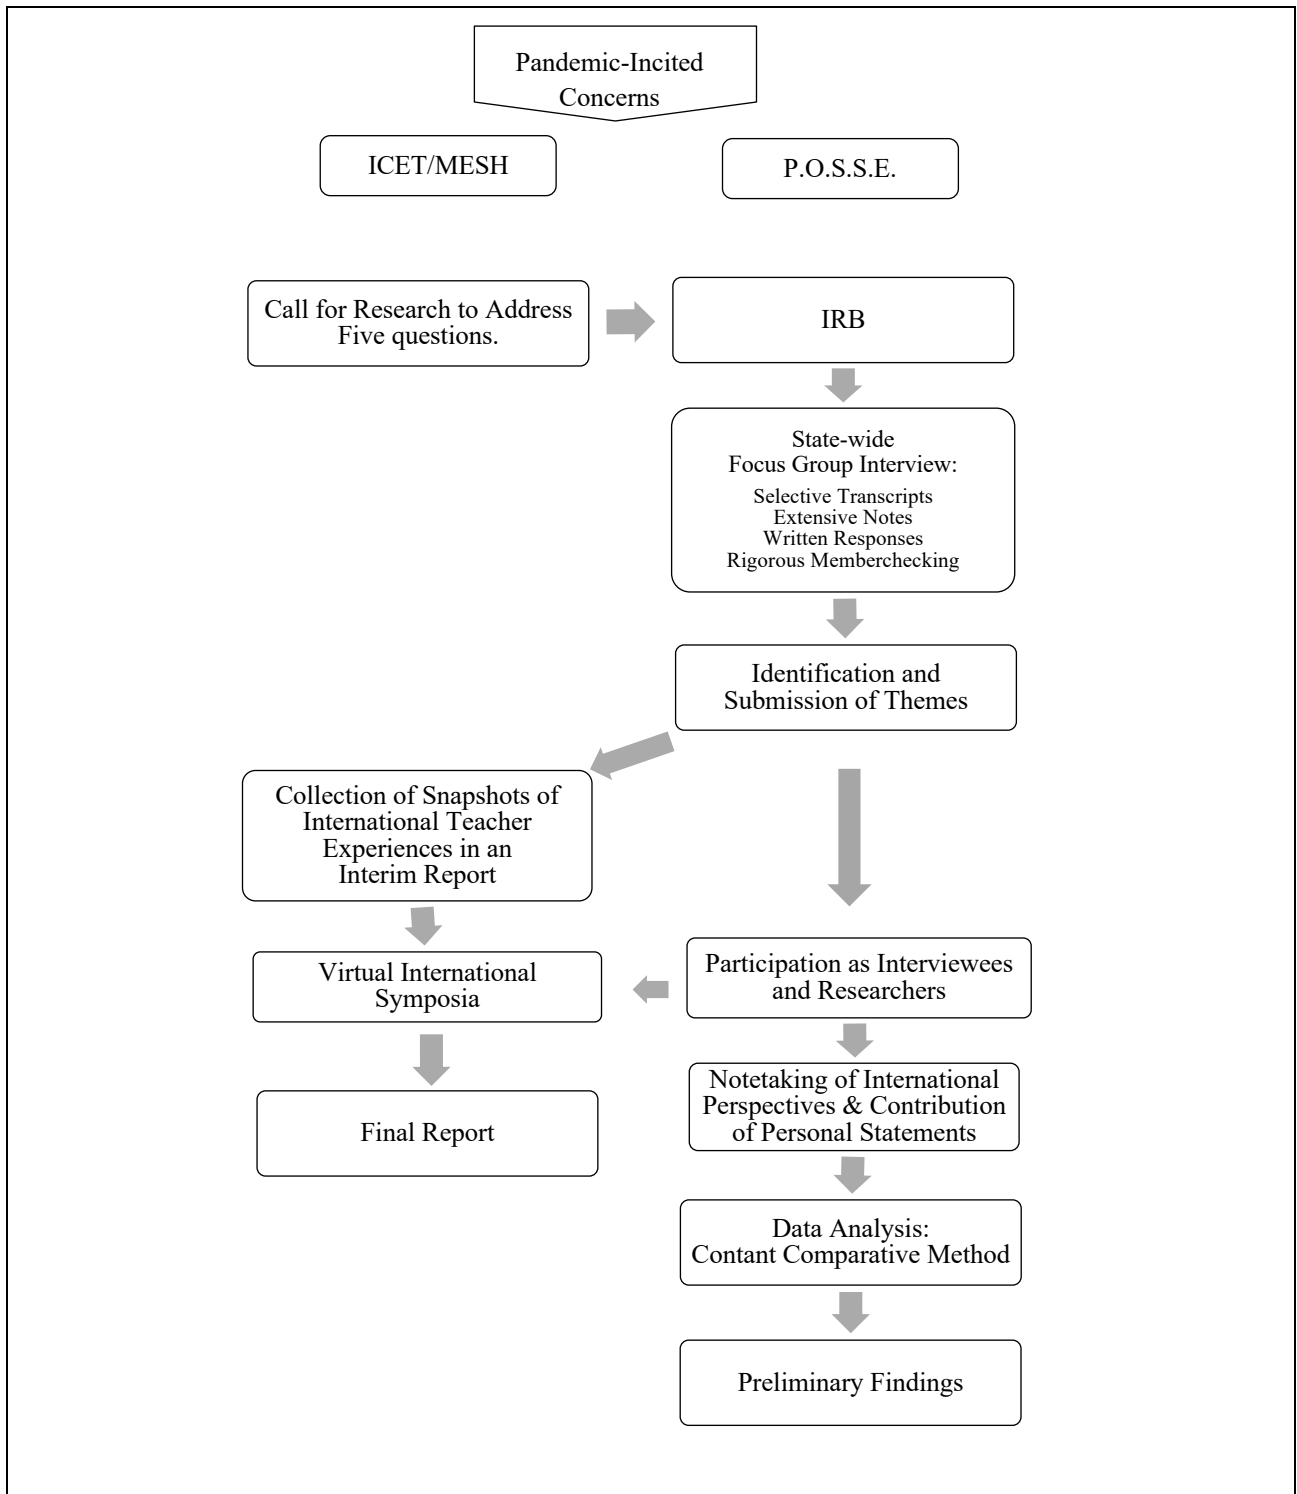 Pandemic-Incited
Concerns
ICET/MESH
P.O.S.S.E.
Call for Research to Address
Five questions.
IRB
State-wide
Focus Group Interview:
Selective Transcripts
Extensive Notes
Written Responses
Rigorous Memberchecking
Identification and
Submission of Themes
Collection of Snapshots of
International Teacher
Experiences in an
Interim Report
Virtual International
Symposia
Participation as Interviewees
and Researchers
Final Report
Notetaking of International
Perspectives & Contribution
of Personal Statements
Data Analysis:
Contant Comparative Method
Preliminary Findings